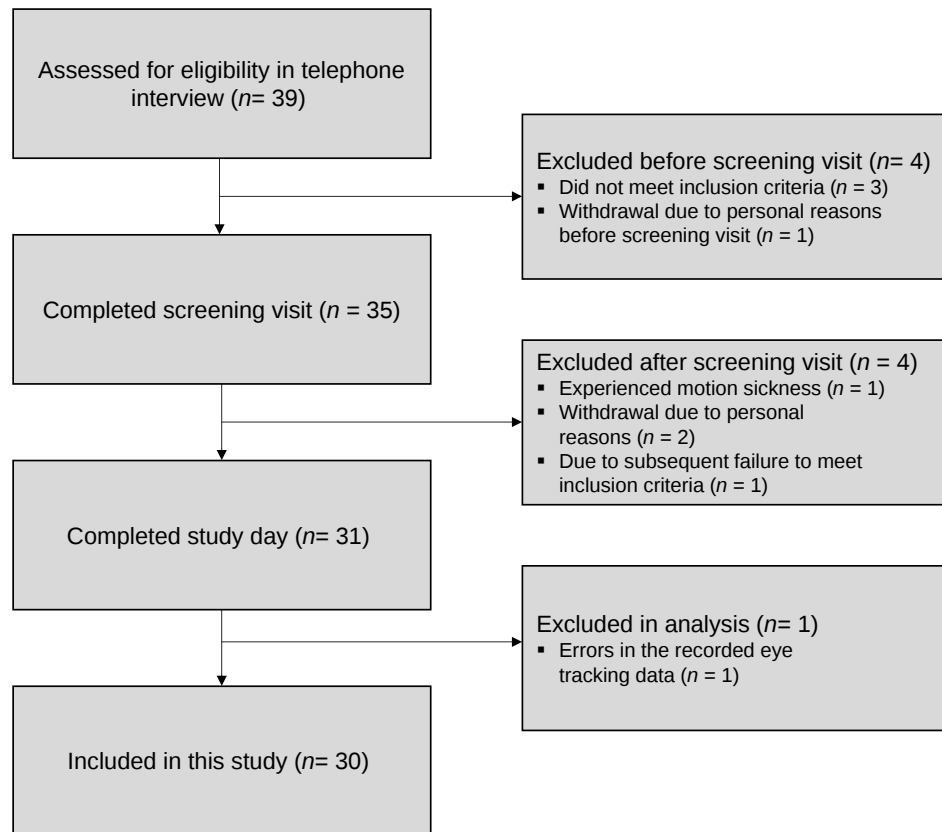 Assessed for eligibility in telephone
interview (n= 39)
Excluded before screening visit (n= 4)
▪ Did not meet inclusion criteria (n = 3)
▪ Withdrawal due to personal reasons
before screening visit (n = 1)
Completed screening visit (n = 35)
Excluded after screening visit (n = 4)
▪ Experienced motion sickness (n = 1)
▪ Withdrawal due to personal
reasons (n = 2)
▪ Due to subsequent failure to meet
inclusion criteria (n = 1)
Completed study day (n= 31)
Excluded in analysis (n= 1)
▪ Errors in the recorded eye
tracking data (n = 1)
Included in this study (n= 30)